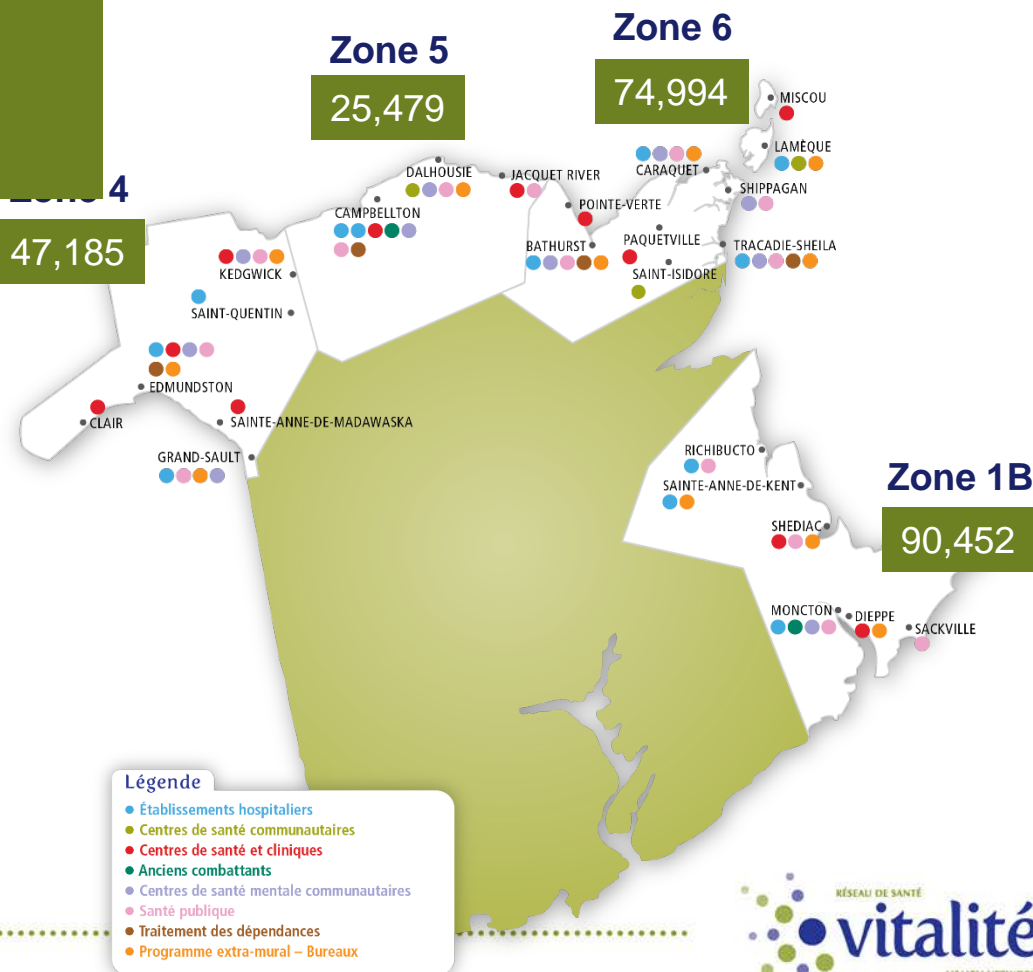 Zone 6
Zone 5
74,994
25,479
MISCOU
LAMÈQUE
CARAQUET
DALHOUSIE
JACQUET RIVER
SHIPPAGAN
Zone 4
POINTE-VERTE
CAMPBELLTON
PAQUETVILLE
BATHURST
TRACADIE-SHEILA
47,185
KEDGWICK
SAINT-ISIDORE
SAINT-QUENTIN
EDMUNDSTON
CLAIR
SAINTE-ANNE-DE-MADAWASKA
GRAND-SAULT
RICHIBUCTO
Zone 1B
SAINTE-ANNE-DE-KENT
SHEDIAC
90,452
MONCTON
DIEPPE
SACKVILLE
Légende
Établissements hospitaliers
Centres de santé communautaires
Centres de santé et cliniques
Anciens combattants
Centres de santé mentale communautaires
Santé publique
Traitement des dépendances
Programme extra-mural – Bureaux
RÉSEAU DE SANTÉ
vitalité